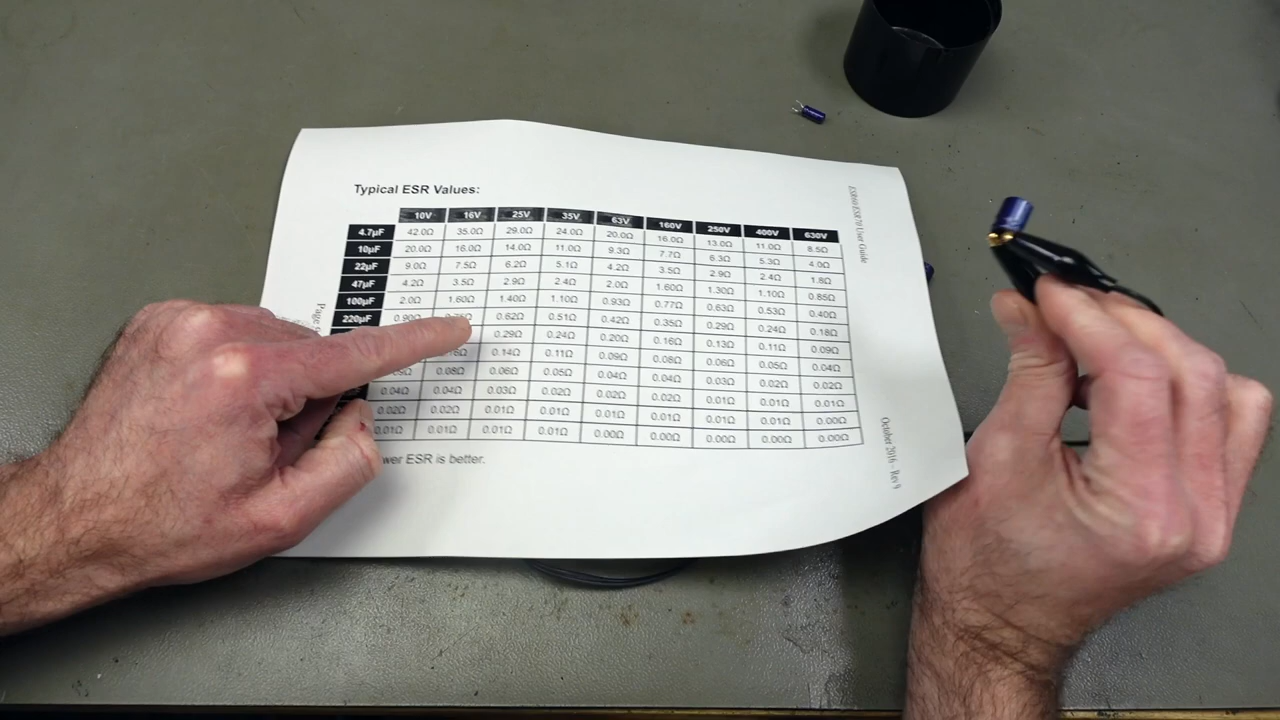 Typical ESR Values:
10V 16V 25V 35V 63V 160V 250V 400V 630V
4.7µF 42.0Ω 35.0Ω 29.0Ω 24.0Ω 20.0Ω 16.0Ω 13.0Ω 11.0Ω 8.5Ω
10µF 20.0Ω 16.0Ω 14.0Ω 11.0Ω 9.3Ω 7.7Ω 6.3Ω 5.3Ω 4.0Ω
22µF 9.0Ω 7.5Ω 6.2Ω 5.1Ω 4.2Ω 3.5Ω 2.9Ω 2.4Ω 1.8Ω
47µF 4.2Ω 3.5Ω 2.9Ω 2.4Ω 2.0Ω 1.60Ω 1.30Ω 1.10Ω 0.85Ω
100µF 2.0Ω 1.60Ω 1.40Ω 1.10Ω 0.93Ω 0.77Ω 0.63Ω 0.53Ω 0.40Ω
220µF 0.90Ω 0.62Ω 0.51Ω 0.42Ω 0.35Ω 0.29Ω 0.24Ω 0.18Ω
0.29Ω 0.24Ω 0.20Ω 0.16Ω 0.13Ω 0.11Ω 0.09Ω
0.14Ω 0.11Ω 0.09Ω 0.08Ω 0.06Ω 0.05Ω 0.04Ω
0.08Ω 0.06Ω 0.05Ω 0.04Ω 0.04Ω 0.03Ω 0.02Ω 0.02Ω
0.04Ω 0.04Ω 0.03Ω 0.02Ω 0.02Ω 0.02Ω 0.01Ω 0.01Ω 0.01Ω
0.02Ω 0.02Ω 0.01Ω 0.01Ω 0.01Ω 0.01Ω 0.01Ω 0.01Ω 0.00Ω
0.01Ω 0.01Ω 0.01Ω 0.01Ω 0.00Ω 0.00Ω 0.00Ω 0.00Ω 0.00Ω
ESR is better.
ESR60/ESR70 User Guide
October 2016 – Rev 9
Page